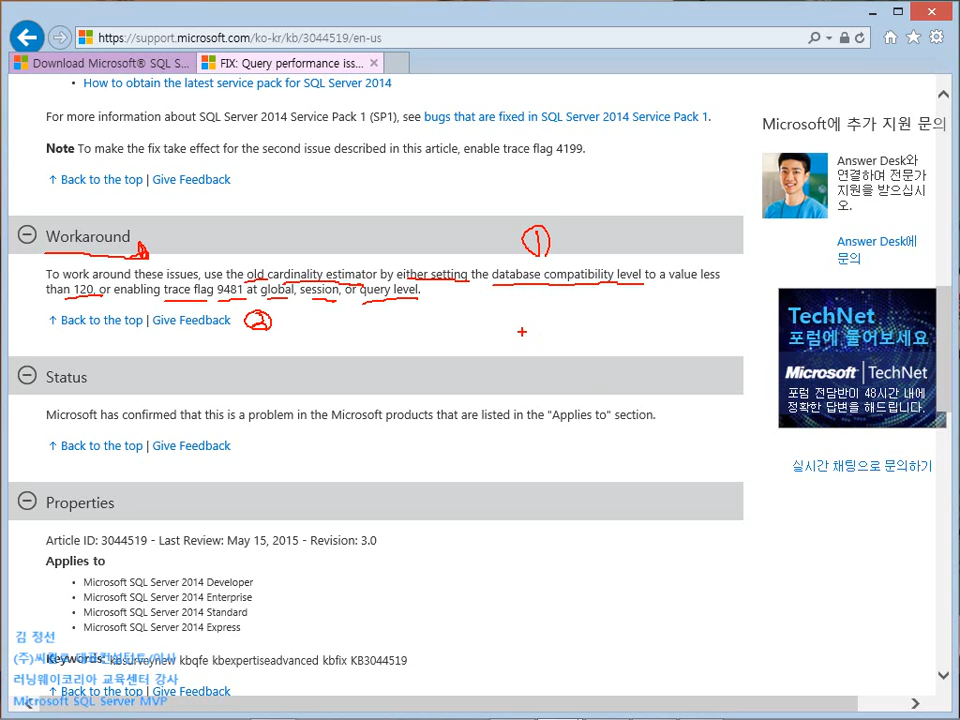 https://support.microsoft.com/ko-kr/kb/3044519/en-us
Download Microsoft® SQL S...
FIX: Query performance iss...
• How to obtain the latest service pack for SQL Server 2014
For more information about SQL Server 2014 Service Pack 1 (SP1), see bugs that are fixed in SQL Server 2014 Service Pack 1.
Note To make the fix take effect for the second issue described in this article, enable trace flag 4199.
↑ Back to the top | Give Feedback
Workaround
①
To work around these issues, use the old cardinality estimator by either setting the database compatibility level to a value less
than 120, or enabling trace flag 9481 at global, session, or query level.
↑ Back to the top | Give Feedback
②
Status
Microsoft has confirmed that this is a problem in the Microsoft products that are listed in the "Applies to" section.
↑ Back to the top | Give Feedback
Properties
Article ID: 3044519 - Last Review: May 15, 2015 - Revision: 3.0
Applies to
• Microsoft SQL Server 2014 Developer
• Microsoft SQL Server 2014 Enterprise
• Microsoft SQL Server 2014 Standard
• Microsoft SQL Server 2014 Express
Keywords: kbsurveynew kbqfe kbexpertiseadvanced kbfix KB3044519
↑ Back to the top | Give Feedback
Microsoft에 추가 지원 문의
Answer Desk와
연결하여 전문가
지원을 받으십시
오.
Answer Desk에
문의
TechNet
포럼에 물어보세요
Microsoft | TechNet
포럼 전담반이 48시간 내에
정확한 답변을 해드립니다.
실시간 채팅으로 문의하기
김 정선
러닝웨이코리아 교육센터 강사
Microsoft SQL Server MVP